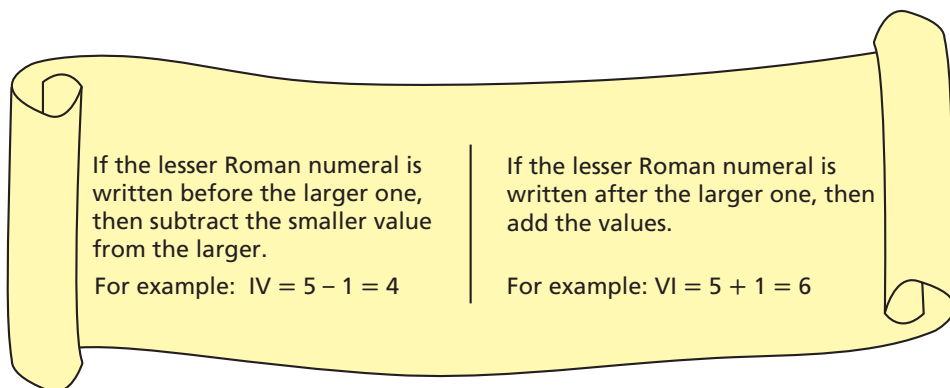 If the lesser Roman numeral is
written before the larger one,
then subtract the smaller value
from the larger.
For example: IV = 5 – 1 = 4
If the lesser Roman numeral is
written after the larger one, then
add the values.
For example: VI = 5 + 1 = 6